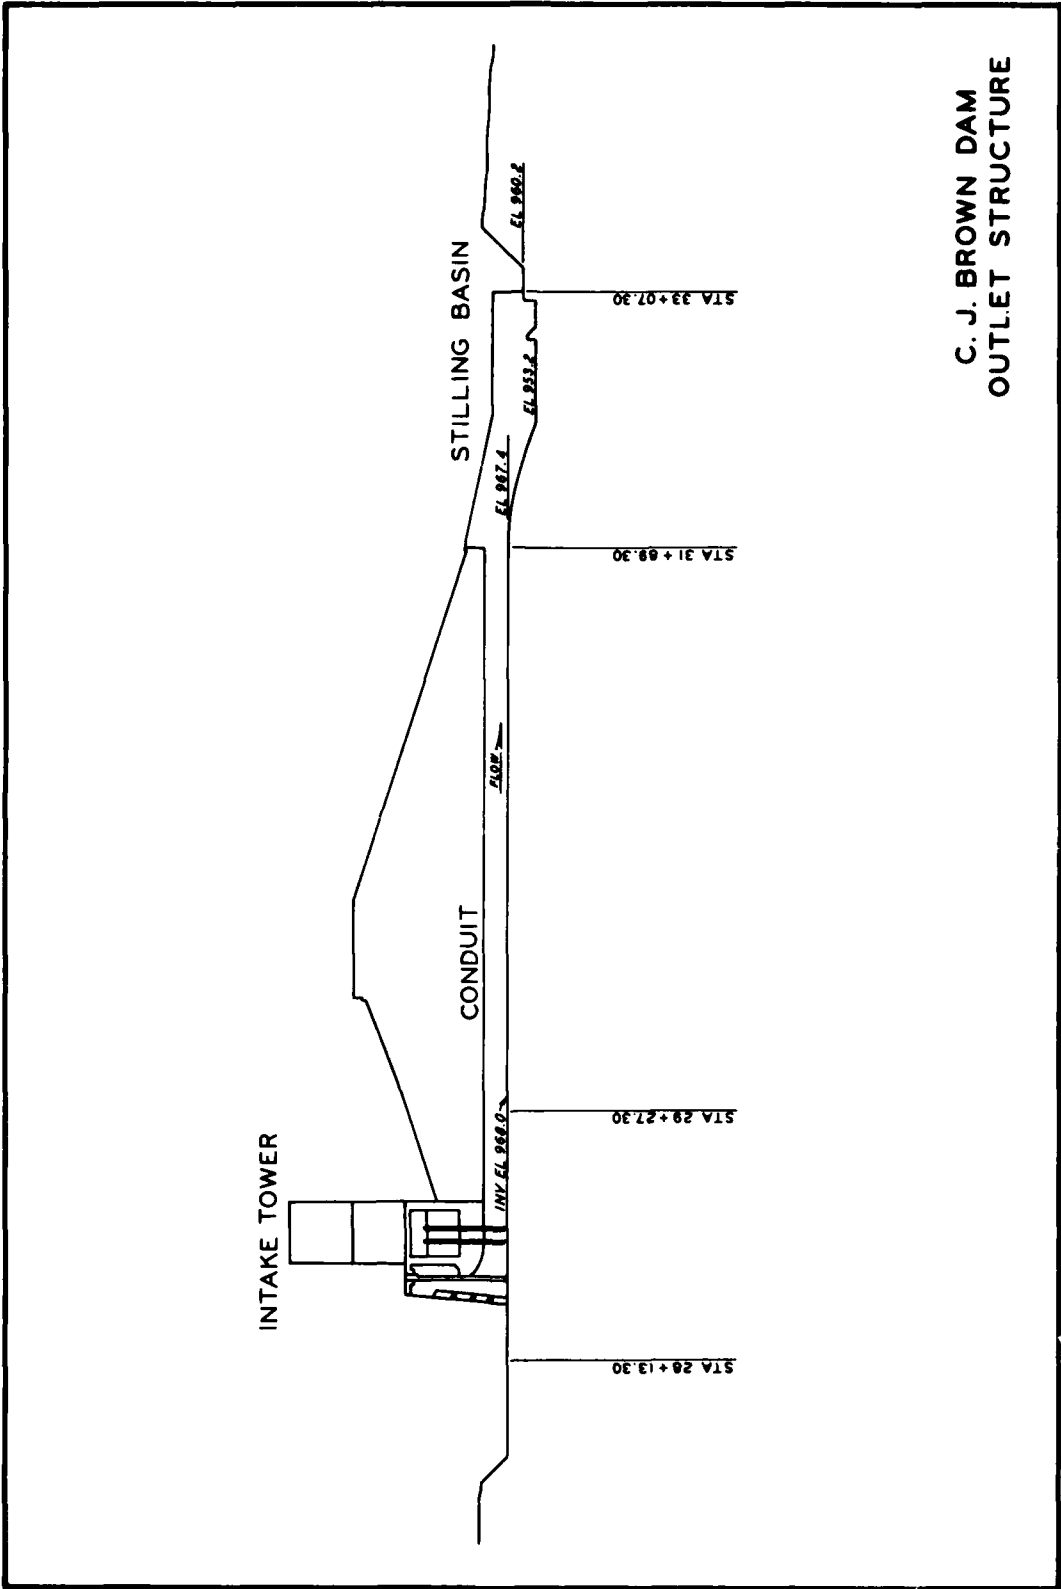 INTAKE TOWER
CONDUIT
STILLING BASIN
INV EL 968.0
FLOW
EL 967.4
EL 953.2
EL 960.2
STA 28+13.30
STA 29+27.30
STA 31+89.30
STA 33+07.30
C. J. BROWN DAM
OUTLET STRUCTURE